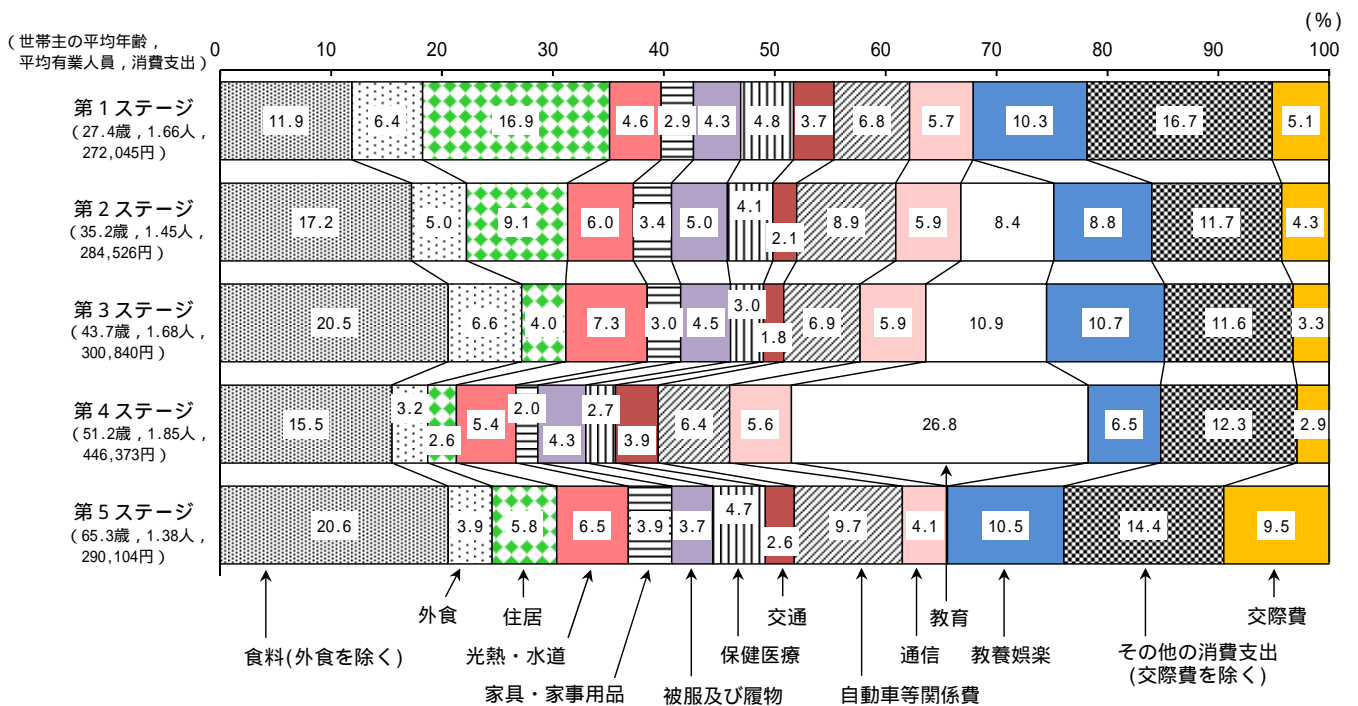 (%)
(世帯主の平均年齢，
平均有業人員，消費支出)
0 10 20 30 40 50 60 70 80 90 100
第１ステージ
(27.4歳，1.66人，
272,045円)
11.9 6.4 16.9 4.6 2.9 4.3 4.8 3.7 6.8 5.7 10.3 16.7 5.1
第２ステージ
(35.2歳，1.45人，
284,526円)
17.2 5.0 9.1 6.0 3.4 5.0 4.1 2.1 8.9 5.9 8.4 8.8 11.7 4.3
第３ステージ
(43.7歳，1.68人，
300,840円)
20.5 6.6 4.0 7.3 3.0 4.5 3.0 1.8 6.9 5.9 10.9 10.7 11.6 3.3
第４ステージ
(51.2歳，1.85人，
446,373円)
15.5 3.2 2.6 5.4 2.0 4.3 2.7 3.9 6.4 5.6 26.8 6.5 12.3 2.9
第５ステージ
(65.3歳，1.38人，
290,104円)
20.6 3.9 5.8 6.5 3.9 3.7 4.7 2.6 9.7 4.1 10.5 14.4 9.5
外食 住居 交通 教育 交際費
食料(外食を除く) 光熱・水道 保健医療 通信 教養娯楽 その他の消費支出
(交際費を除く)
家具・家事用品 被服及び履物 自動車等関係費